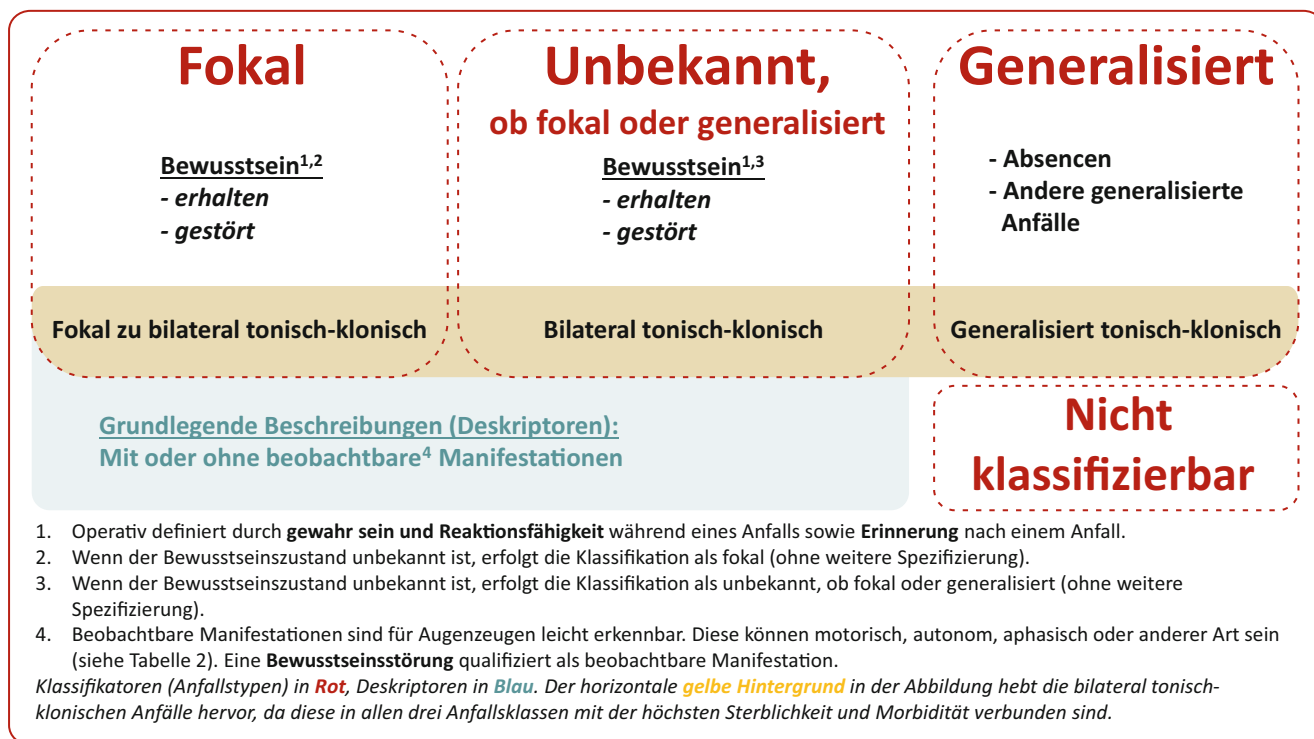 Fokal
Bewusstsein1,2
- erhalten
- gestört
Fokal zu bilateral tonisch-klonisch
Unbekannt,
ob fokal oder generalisiert
Bewusstsein1,3
- erhalten
- gestört
Bilateral tonisch-klonisch
Generalisiert
- Absencen
- Andere generalisierte
Anfälle
Generalisiert tonisch-klonisch
Grundlegende Beschreibungen (Deskriptoren):
Mit oder ohne beobachtbare4 Manifestationen
Nicht
klassifizierbar
1. Operativ definiert durch gewahr sein und Reaktionsfähigkeit während eines Anfalls sowie Erinnerung nach einem Anfall.
2. Wenn der Bewusstseinszustand unbekannt ist, erfolgt die Klassifikation als fokal (ohne weitere Spezifizierung).
3. Wenn der Bewusstseinszustand unbekannt ist, erfolgt die Klassifikation als unbekannt, ob fokal oder generalisiert (ohne weitere
Spezifizierung).
4. Beobachtbare Manifestationen sind für Augenzeugen leicht erkennbar. Diese können motorisch, autonom, aphasisch oder anderer Art sein
(siehe Tabelle 2). Eine Bewusstseinsstörung qualifiziert als beobachtbare Manifestation.
Klassifikatoren (Anfallstypen) in Rot, Deskriptoren in Blau. Der horizontale gelbe Hintergrund in der Abbildung hebt die bilateral tonisch-
klonischen Anfälle hervor, da diese in allen drei Anfallsklassen mit der höchsten Sterblichkeit und Morbidität verbunden sind.